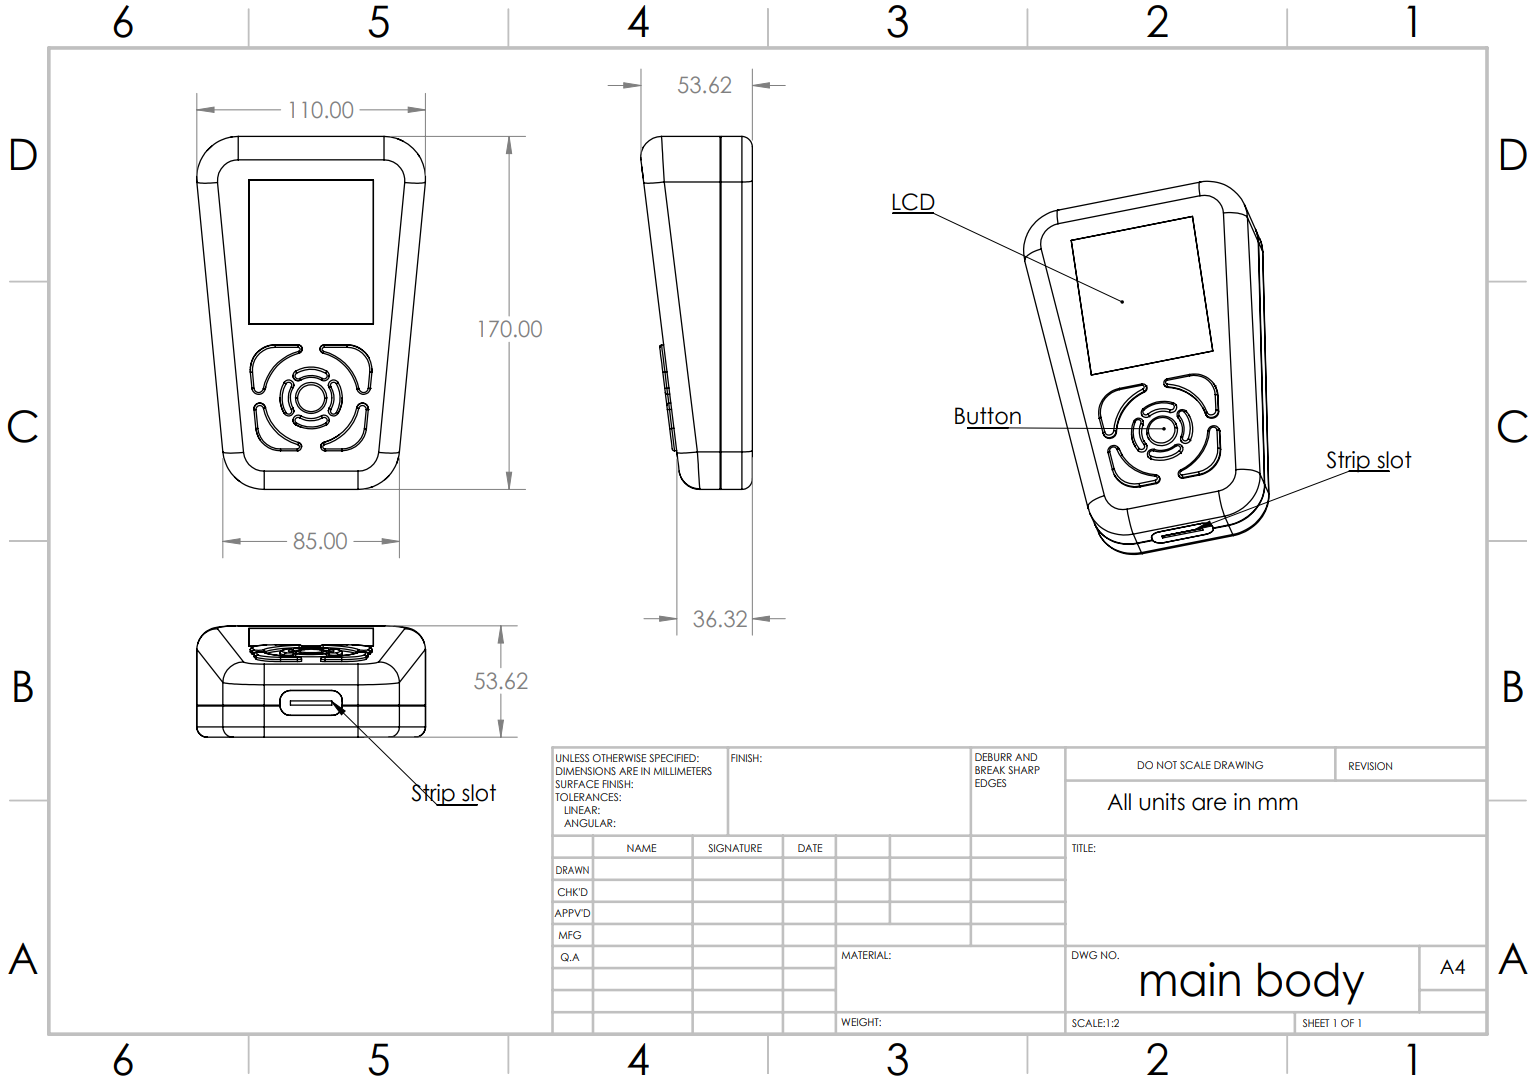 6 5 4 3 2 1
D D
C C
B B
A A
110.00
170.00
85.00
53.62
36.32
53.62
Strip slot
LCD
Button
Strip slot
UNLESS OTHERWISE SPECIFIED:
DIMENSIONS ARE IN MILLIMETERS
SURFACE FINISH:
TOLERANCES:
LINEAR:
ANGULAR:
FINISH:
DEBURR AND
BREAK SHARP
EDGES
DO NOT SCALE DRAWING
REVISION
All units are in mm
NAME SIGNATURE DATE
DRAWN
CHK'D
APPV'D
MFG
Q.A
TITLE:
MATERIAL:
WEIGHT:
DWG NO.
main body
A4
SCALE:1:2
SHEET 1 OF 1
6 5 4 3 2 1